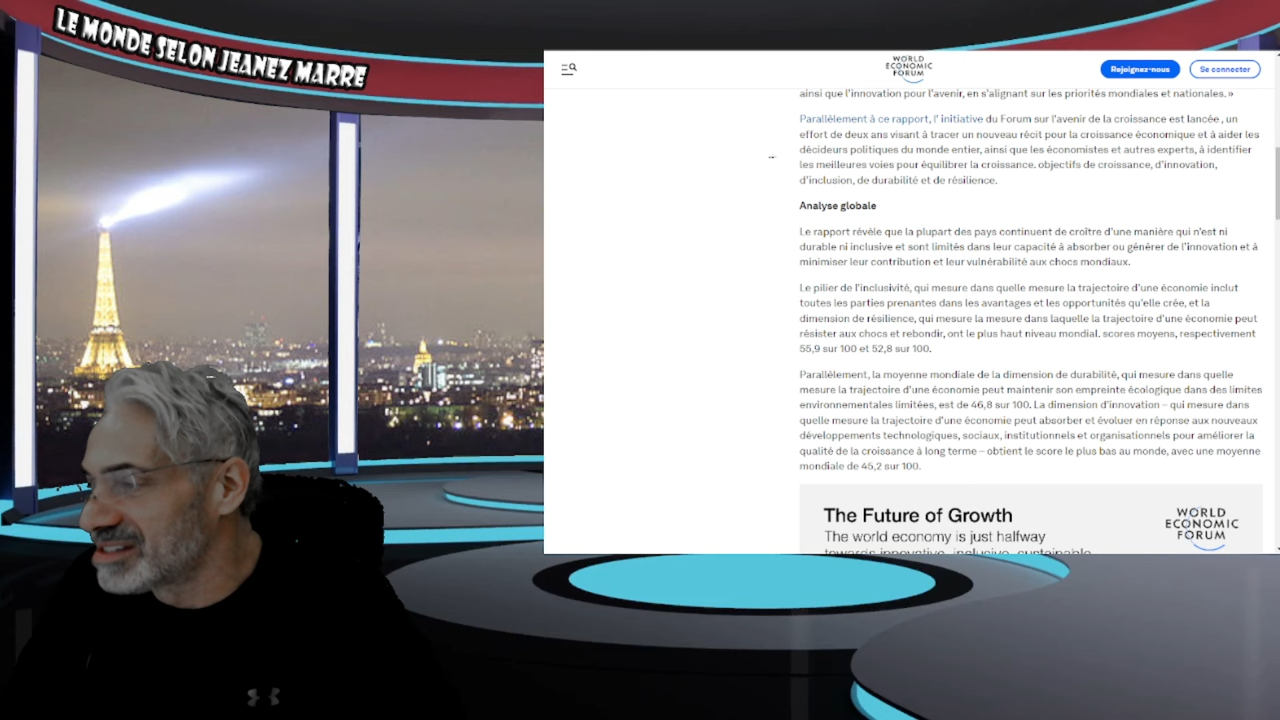 LE MONDE SELON JEANEZ MARRE
WORLD
ECONOMIC
FORUM
Rejoignez-nous
Se connecter
ainsi que l'innovation pour l'avenir, en s'alignant sur les priorités mondiales et nationales. »
Parallèlement à ce rapport, l' initiative du Forum sur l'avenir de la croissance est lancée , un
effort de deux ans visant à tracer un nouveau récit pour la croissance économique et à aider les
décideurs politiques du monde entier, ainsi que les économistes et autres experts, à identifier
les meilleures voies pour équilibrer la croissance. objectifs de croissance, d'innovation,
d'inclusion, de durabilité et de résilience.
Analyse globale
Le rapport révèle que la plupart des pays continuent de croître d'une manière qui n'est ni
durable ni inclusive et sont limités dans leur capacité à absorber ou générer de l'innovation et à
minimiser leur contribution et leur vulnérabilité aux chocs mondiaux.
Le pilier de l'inclusivité, qui mesure dans quelle mesure la trajectoire d'une économie inclut
toutes les parties prenantes dans les avantages et les opportunités qu'elle crée, et la
dimension de résilience, qui mesure la mesure dans laquelle la trajectoire d'une économie peut
résister aux chocs et rebondir, ont le plus haut niveau mondial. scores moyens, respectivement
55,9 sur 100 et 52,8 sur 100.
Parallèlement, la moyenne mondiale de la dimension de durabilité, qui mesure dans quelle
mesure la trajectoire d'une économie peut maintenir son empreinte écologique dans des limites
environnementales limitées, est de 46,8 sur 100. La dimension d'innovation – qui mesure dans
quelle mesure la trajectoire d'une économie peut absorber et évoluer en réponse aux nouveaux
développements technologiques, sociaux, institutionnels et organisationnels pour améliorer la
qualité de la croissance à long terme – obtient le score le plus bas au monde, avec une moyenne
mondiale de 45,2 sur 100.
The Future of Growth
The world economy is just halfway
towards innovative, inclusive, sustainable
WORLD
ECONOMIC
FORUM